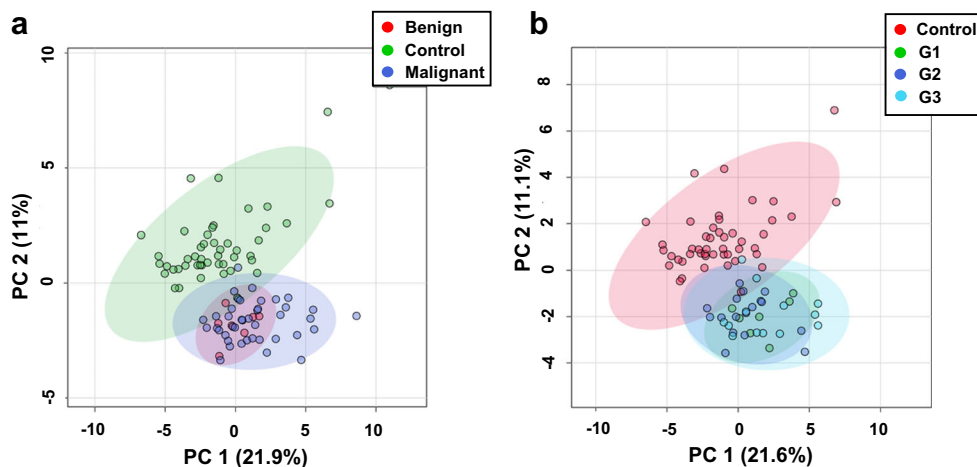 a
Benign
Control
Malignant
10
5
0
-5
PC 2 (11%)
-10
-5
0
5
10
PC 1 (21.9%)
b
Control
G1
G2
G3
8
6
4
2
0
-2
-4
PC 2 (11.1%)
-10
-5
0
5
10
PC 1 (21.6%)